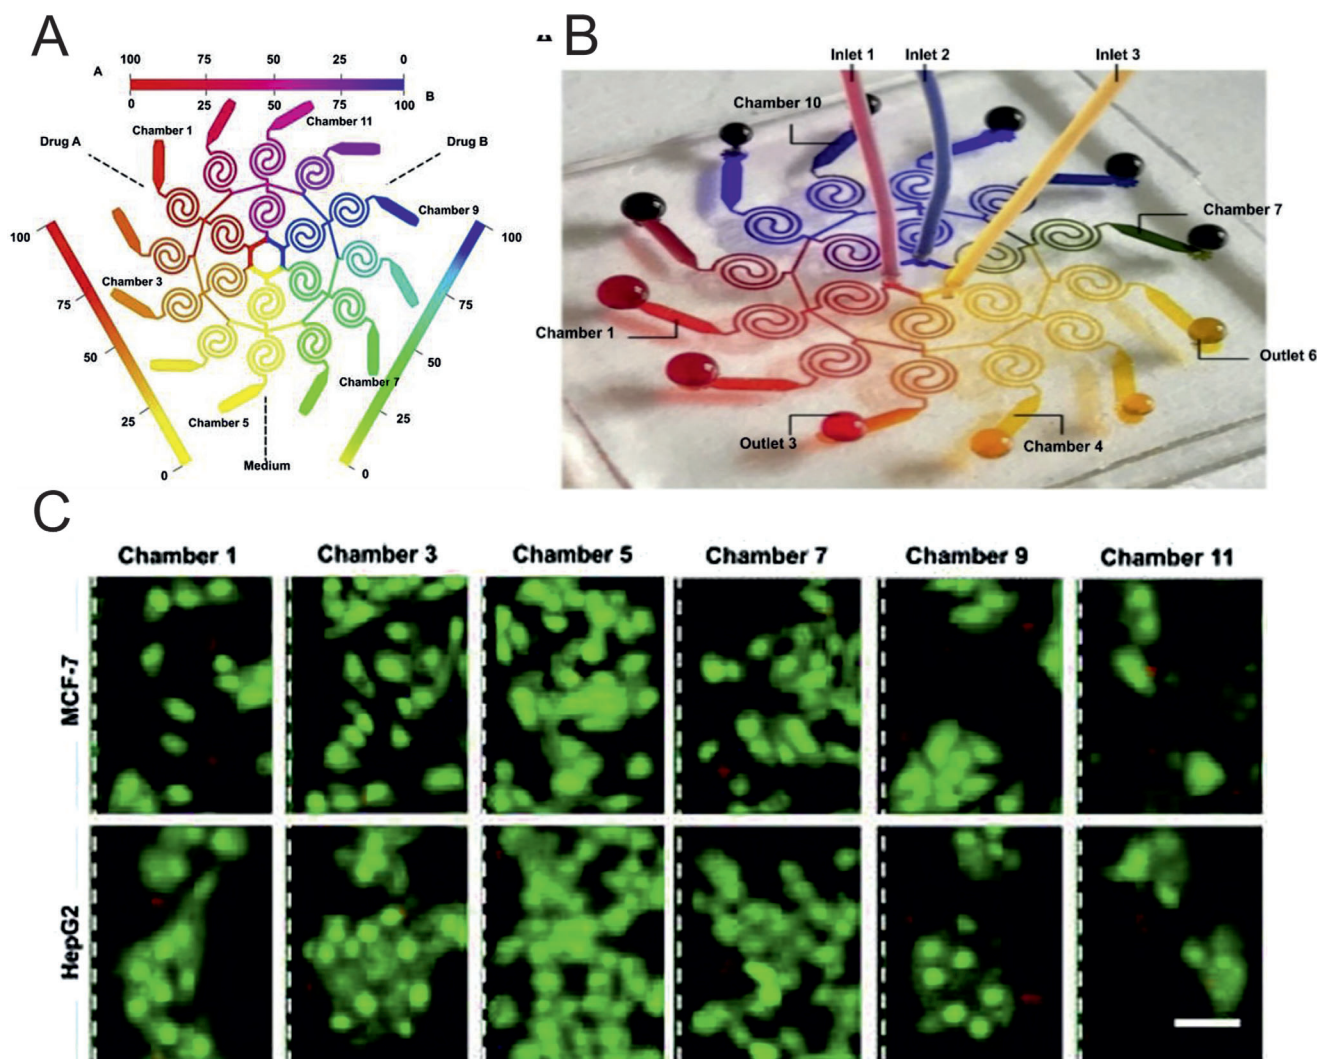 A
B
100 75 50 25 0
A
0 25 50 75 100
B
Chamber 1
Chamber 11
Drug A
Drug B
Chamber 9
100
100
Chamber 3
75
75
50
50
Chamber 7
25
25
Chamber 5
Medium
0
0
Inlet 1
Inlet 2
Inlet 3
Chamber 10
Chamber 7
Chamber 1
Outlet 6
Outlet 3
Chamber 4
C
Chamber 1 Chamber 3 Chamber 5 Chamber 7 Chamber 9 Chamber 11
MCF-7
HepG2